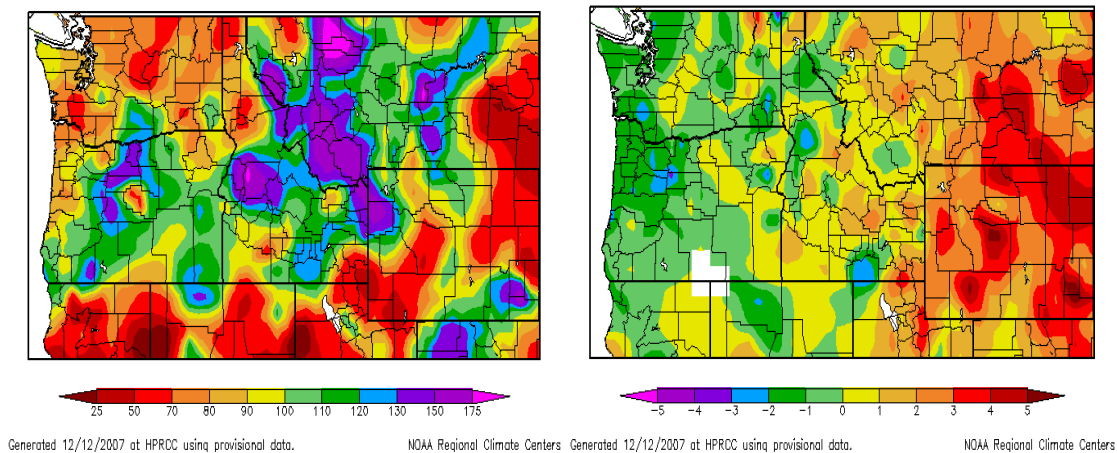 25 50 70 80 90 100 110 120 130 150 175
-5 -4 -3 -2 -1 0 1 2 3 4 5
Generated 12/12/2007 at HPRCC using provisional data. NOAA Regional Climate Centers
Generated 12/12/2007 at HPRCC using provisional data. NOAA Regional Climate Centers